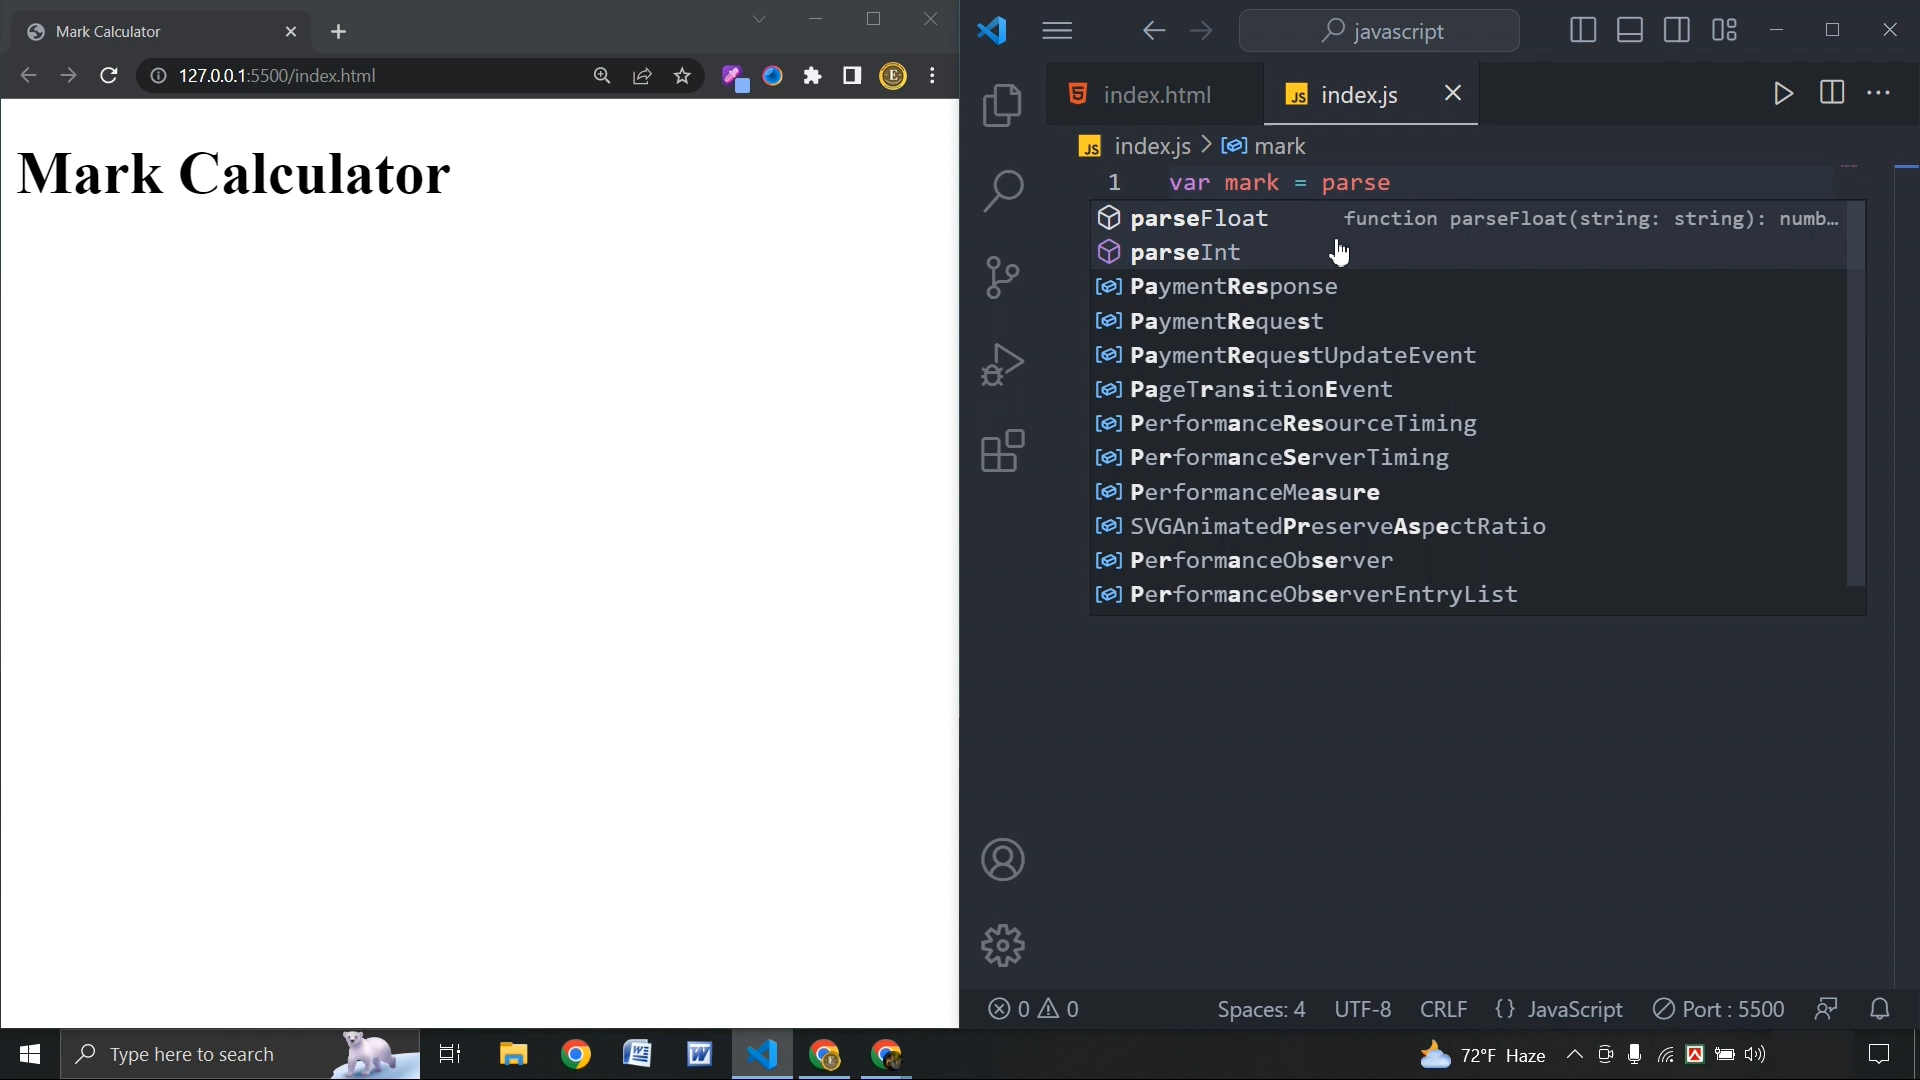 Mark Calculator
127.0.0.1:5500/index.html
Mark Calculator
javascript
index.html
JS index.js
JS index.js > mark
1 var mark = parse
parseFloat function parseFloat(string: string): numb…
parseInt
PaymentResponse
PaymentRequest
PaymentRequestUpdateEvent
PageTransitionEvent
PerformanceResourceTiming
PerformanceServerTiming
PerformanceMeasure
SVGAnimatedPreserveAspectRatio
PerformanceObserver
PerformanceObserverEntryList
0 0 Spaces: 4 UTF-8 CRLF {} JavaScript Port : 5500
Type here to search
72°F Haze